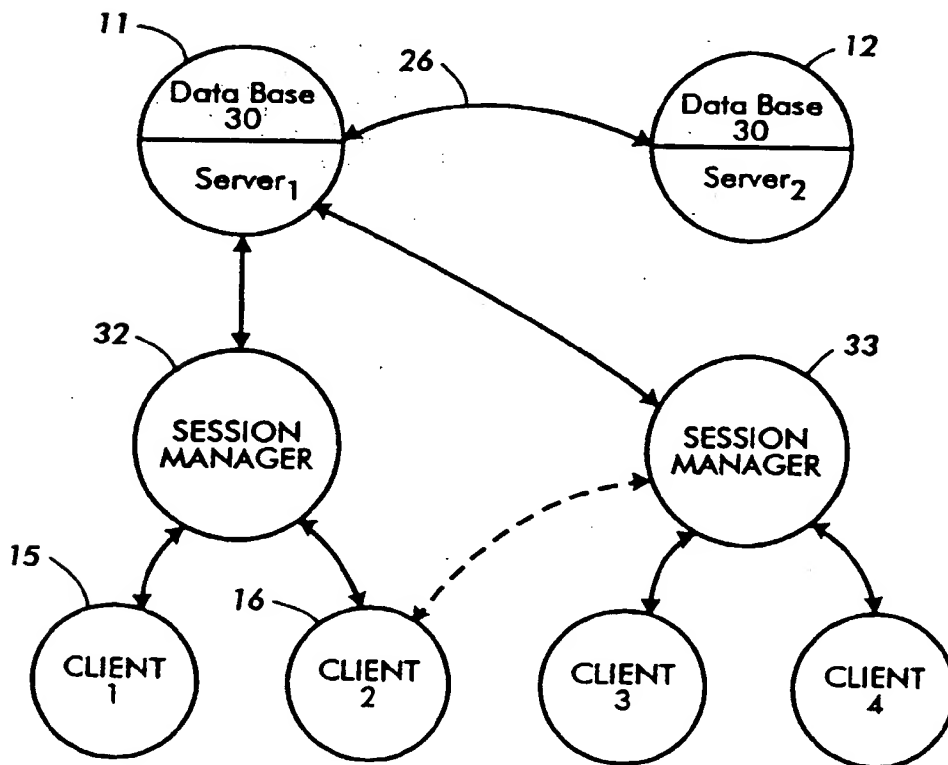 11
26
12
Data Base
30
Server1
Data Base
30
Server2
32
33
SESSION
MANAGER
SESSION
MANAGER
15
16
CLIENT
1
CLIENT
2
CLIENT
3
CLIENT
4